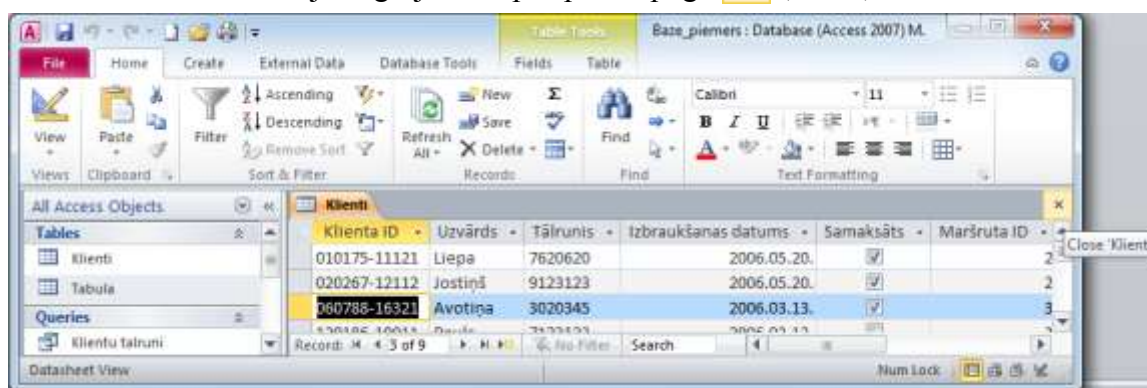 Table Tools Baze_piemers : Database (Access 2007) M.
File Home Create External Data Database Tools Fields Table
Ascending New Σ Calibri 11
Descending Save B I U
View Paste Filter Remove Sort Refresh All Delete Find A
Views Clipboard Sort & Filter Records Find Text Formatting
All Access Objects Klienti
Tables Klienta ID Uzvārds Tālrunis Izbraukšanas datums Samaksāts Maršruta ID
Klienti 010175-11121 Liepa 7620620 2006.05.20. 2
Close 'Klient
Tabula 020267-12112 Jostiņš 9123123 2006.05.20. 2
060788-16321 Avotiņa 3020345 2006.03.13. 3
Queries
Klientu talruni Record: 3 of 9 No Filter Search
Datasheet View Num Lock